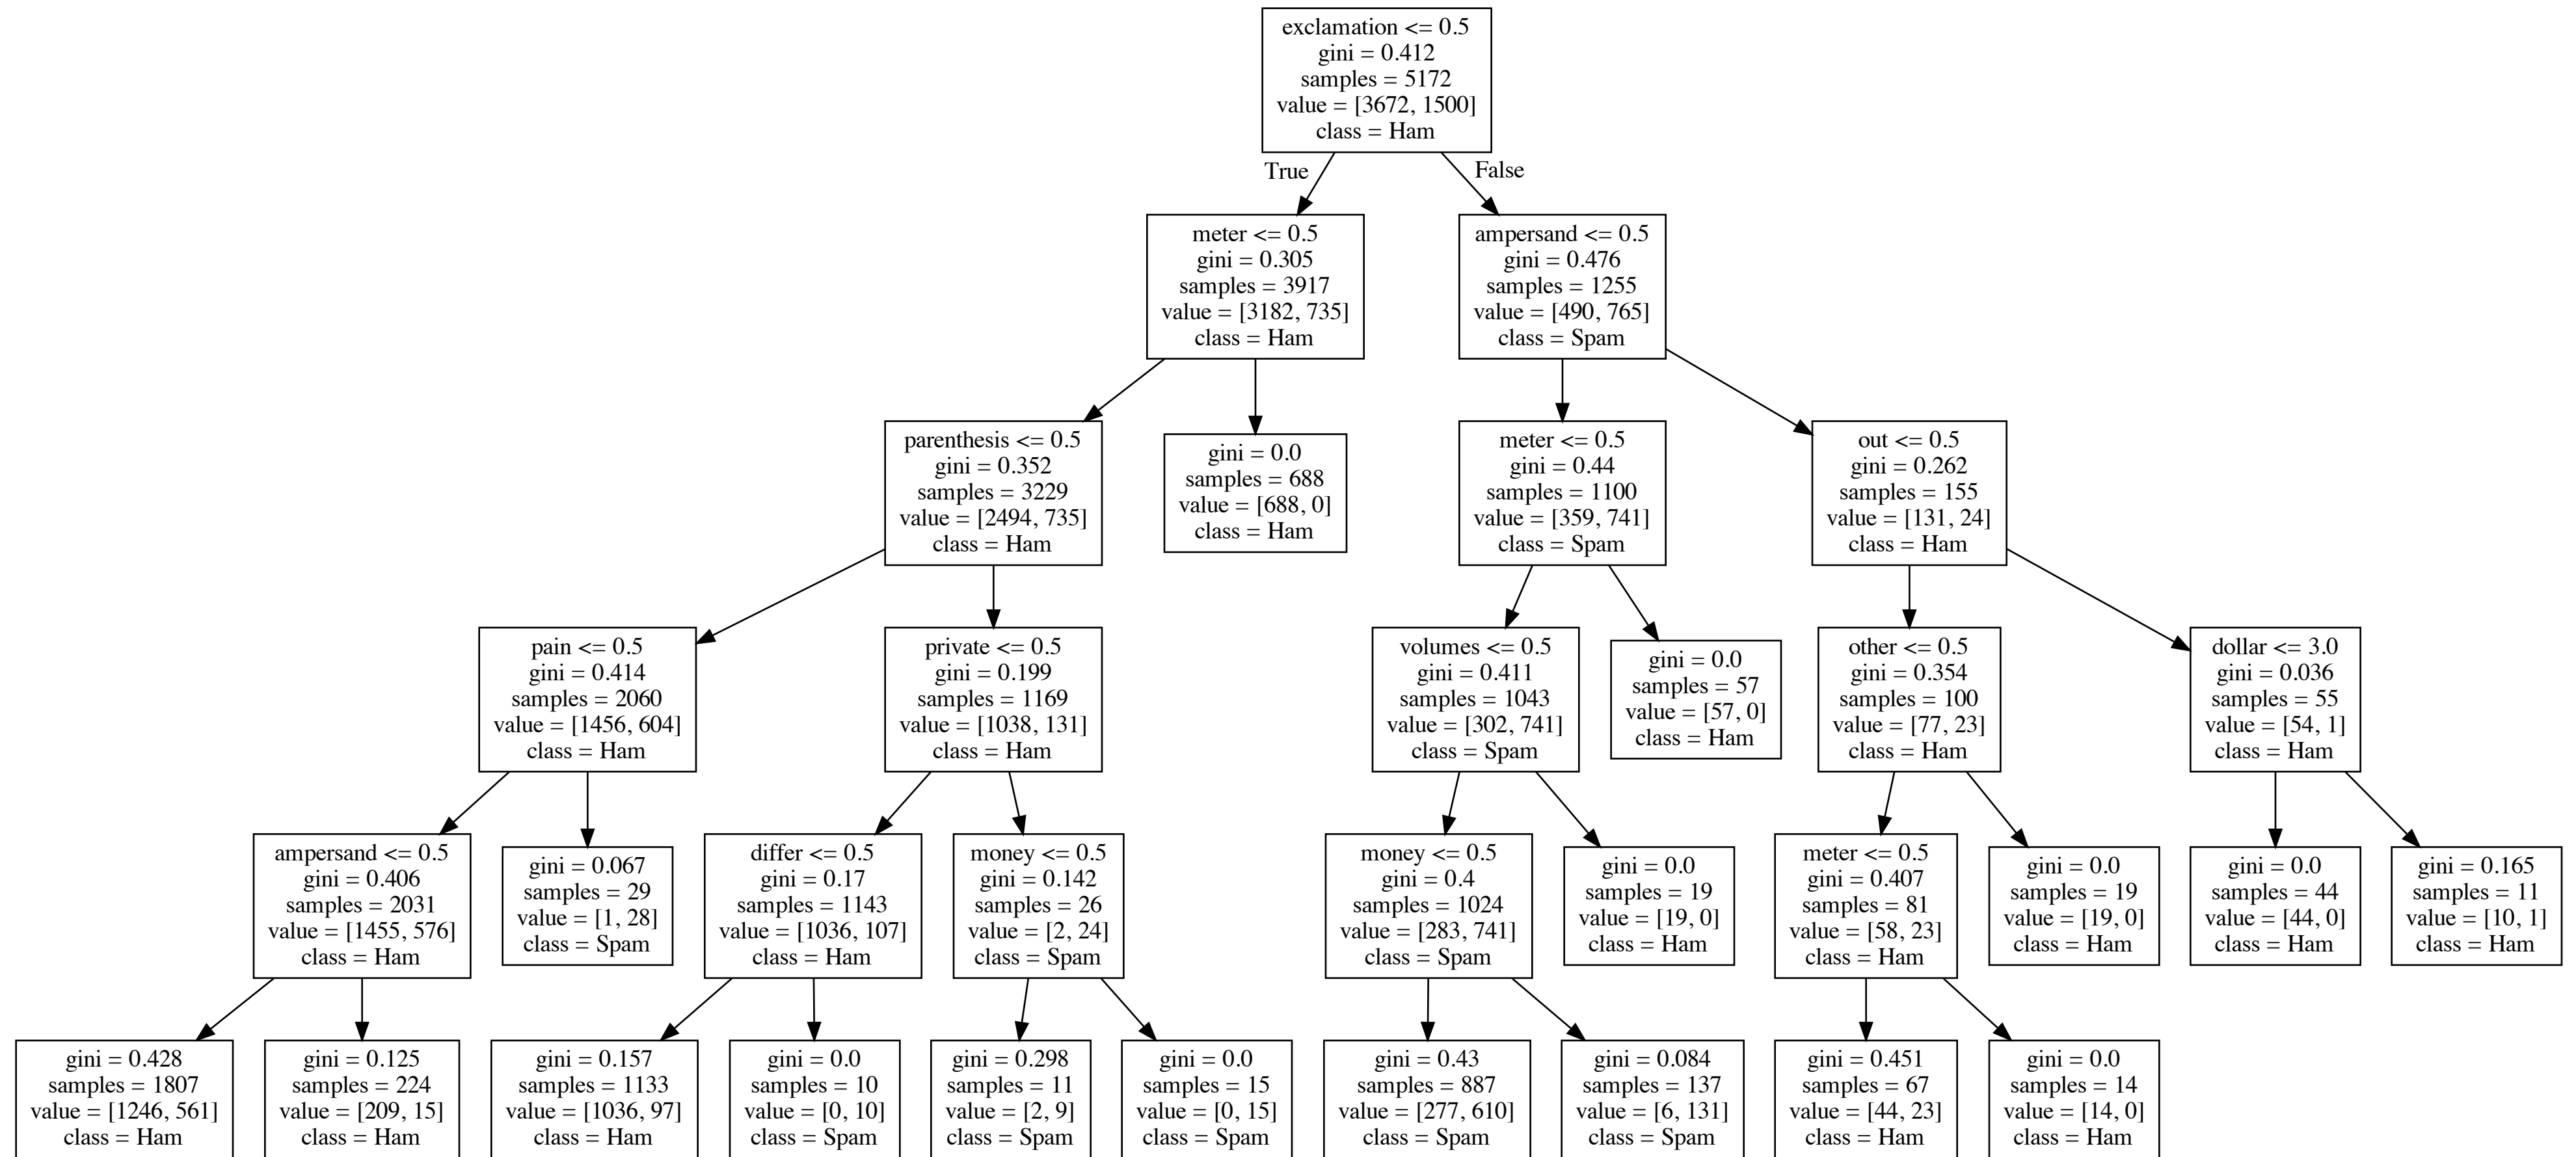 exclamation <= 0.5
gini = 0.412
samples = 5172
value = [3672, 1500]
class = Ham
True
False
meter <= 0.5
gini = 0.305
samples = 3917
value = [3182, 735]
class = Ham
ampersand <= 0.5
gini = 0.476
samples = 1255
value = [490, 765]
class = Spam
parenthesis <= 0.5
gini = 0.352
samples = 3229
value = [2494, 735]
class = Ham
gini = 0.0
samples = 688
value = [688, 0]
class = Ham
meter <= 0.5
gini = 0.44
samples = 1100
value = [359, 741]
class = Spam
out <= 0.5
gini = 0.262
samples = 155
value = [131, 24]
class = Ham
pain <= 0.5
gini = 0.414
samples = 2060
value = [1456, 604]
class = Ham
private <= 0.5
gini = 0.199
samples = 1169
value = [1038, 131]
class = Ham
volumes <= 0.5
gini = 0.411
samples = 1043
value = [302, 741]
class = Spam
gini = 0.0
samples = 57
value = [57, 0]
class = Ham
other <= 0.5
gini = 0.354
samples = 100
value = [77, 23]
class = Ham
dollar <= 3.0
gini = 0.036
samples = 55
value = [54, 1]
class = Ham
ampersand <= 0.5
gini = 0.406
samples = 2031
value = [1455, 576]
class = Ham
gini = 0.067
samples = 29
value = [1, 28]
class = Spam
differ <= 0.5
gini = 0.17
samples = 1143
value = [1036, 107]
class = Ham
money <= 0.5
gini = 0.142
samples = 26
value = [2, 24]
class = Spam
money <= 0.5
gini = 0.4
samples = 1024
value = [283, 741]
class = Spam
gini = 0.0
samples = 19
value = [19, 0]
class = Ham
meter <= 0.5
gini = 0.407
samples = 81
value = [58, 23]
class = Ham
gini = 0.0
samples = 19
value = [19, 0]
class = Ham
gini = 0.0
samples = 44
value = [44, 0]
class = Ham
gini = 0.165
samples = 11
value = [10, 1]
class = Ham
gini = 0.428
samples = 1807
value = [1246, 561]
class = Ham
gini = 0.125
samples = 224
value = [209, 15]
class = Ham
gini = 0.157
samples = 1133
value = [1036, 97]
class = Ham
gini = 0.0
samples = 10
value = [0, 10]
class = Spam
gini = 0.298
samples = 11
value = [2, 9]
class = Spam
gini = 0.0
samples = 15
value = [0, 15]
class = Spam
gini = 0.43
samples = 887
value = [277, 610]
class = Spam
gini = 0.084
samples = 137
value = [6, 131]
class = Spam
gini = 0.451
samples = 67
value = [44, 23]
class = Ham
gini = 0.0
samples = 14
value = [14, 0]
class = Ham